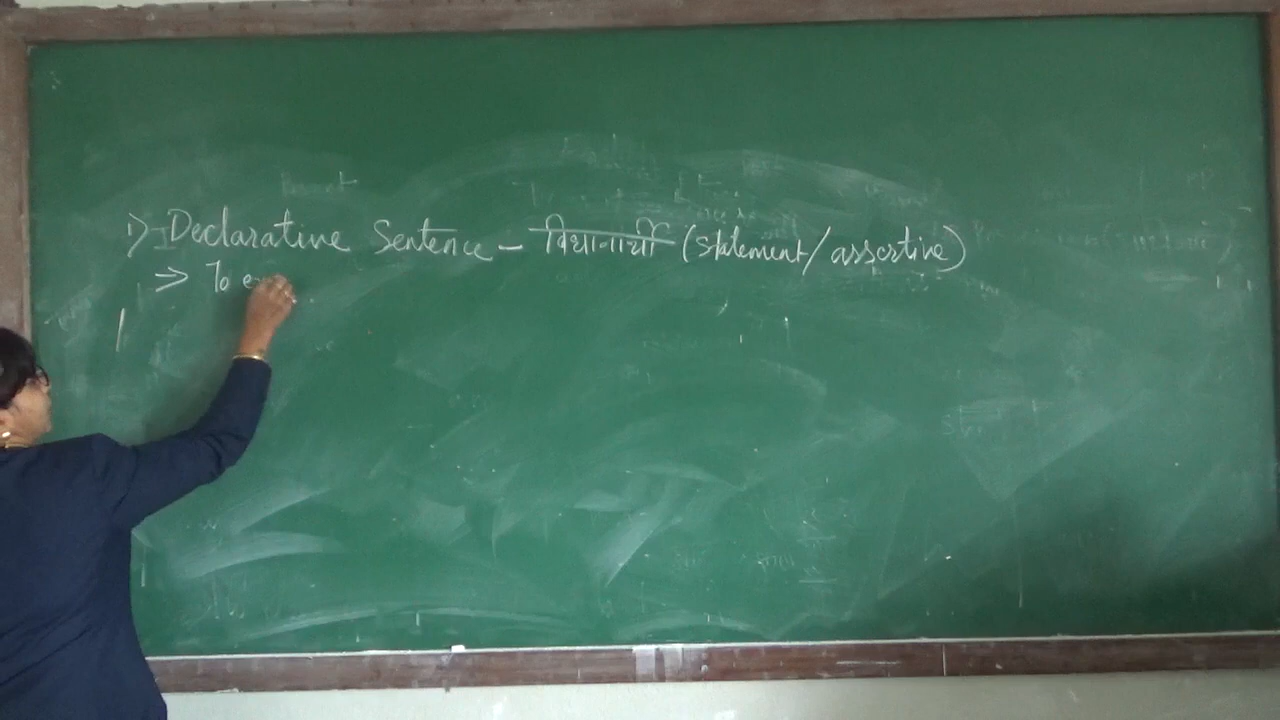 1) Declarative Sentence – विधानार्थी (Statement/assertive)
⇒ To